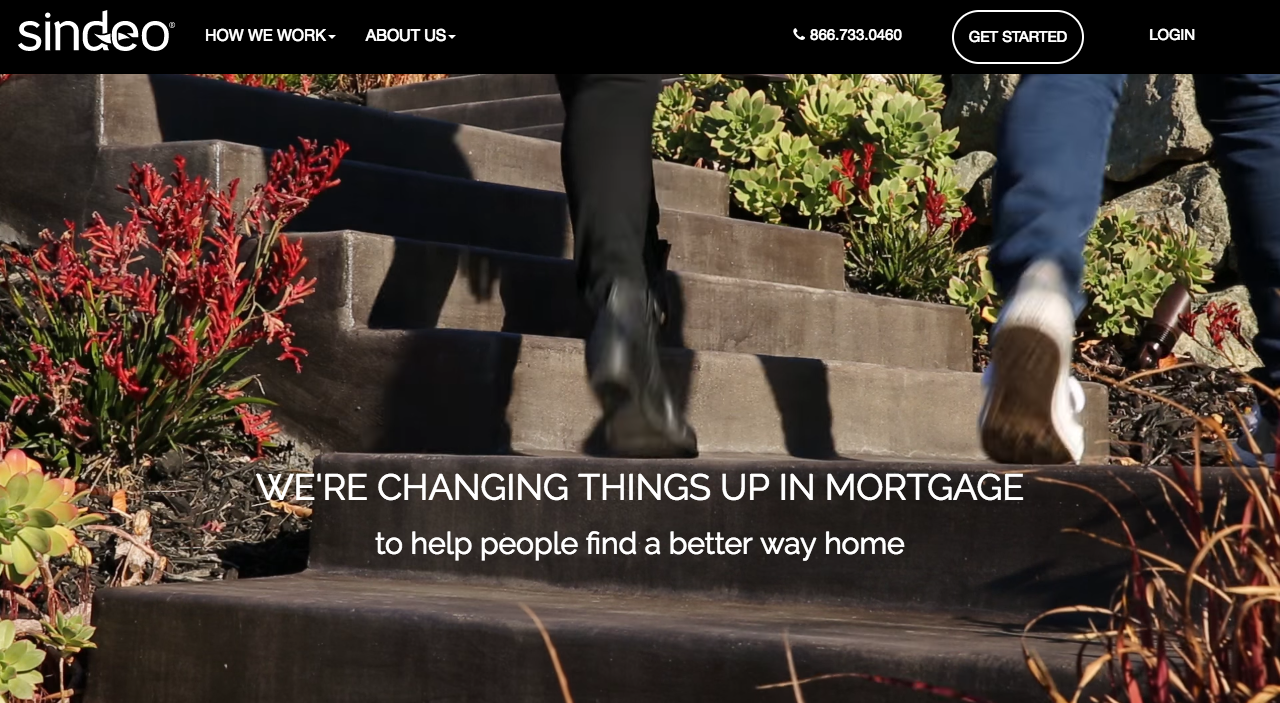 sindeo®
HOW WE WORK
ABOUT US
866.733.0460
GET STARTED
LOGIN
WE'RE CHANGING THINGS UP IN MORTGAGE
to help people find a better way home